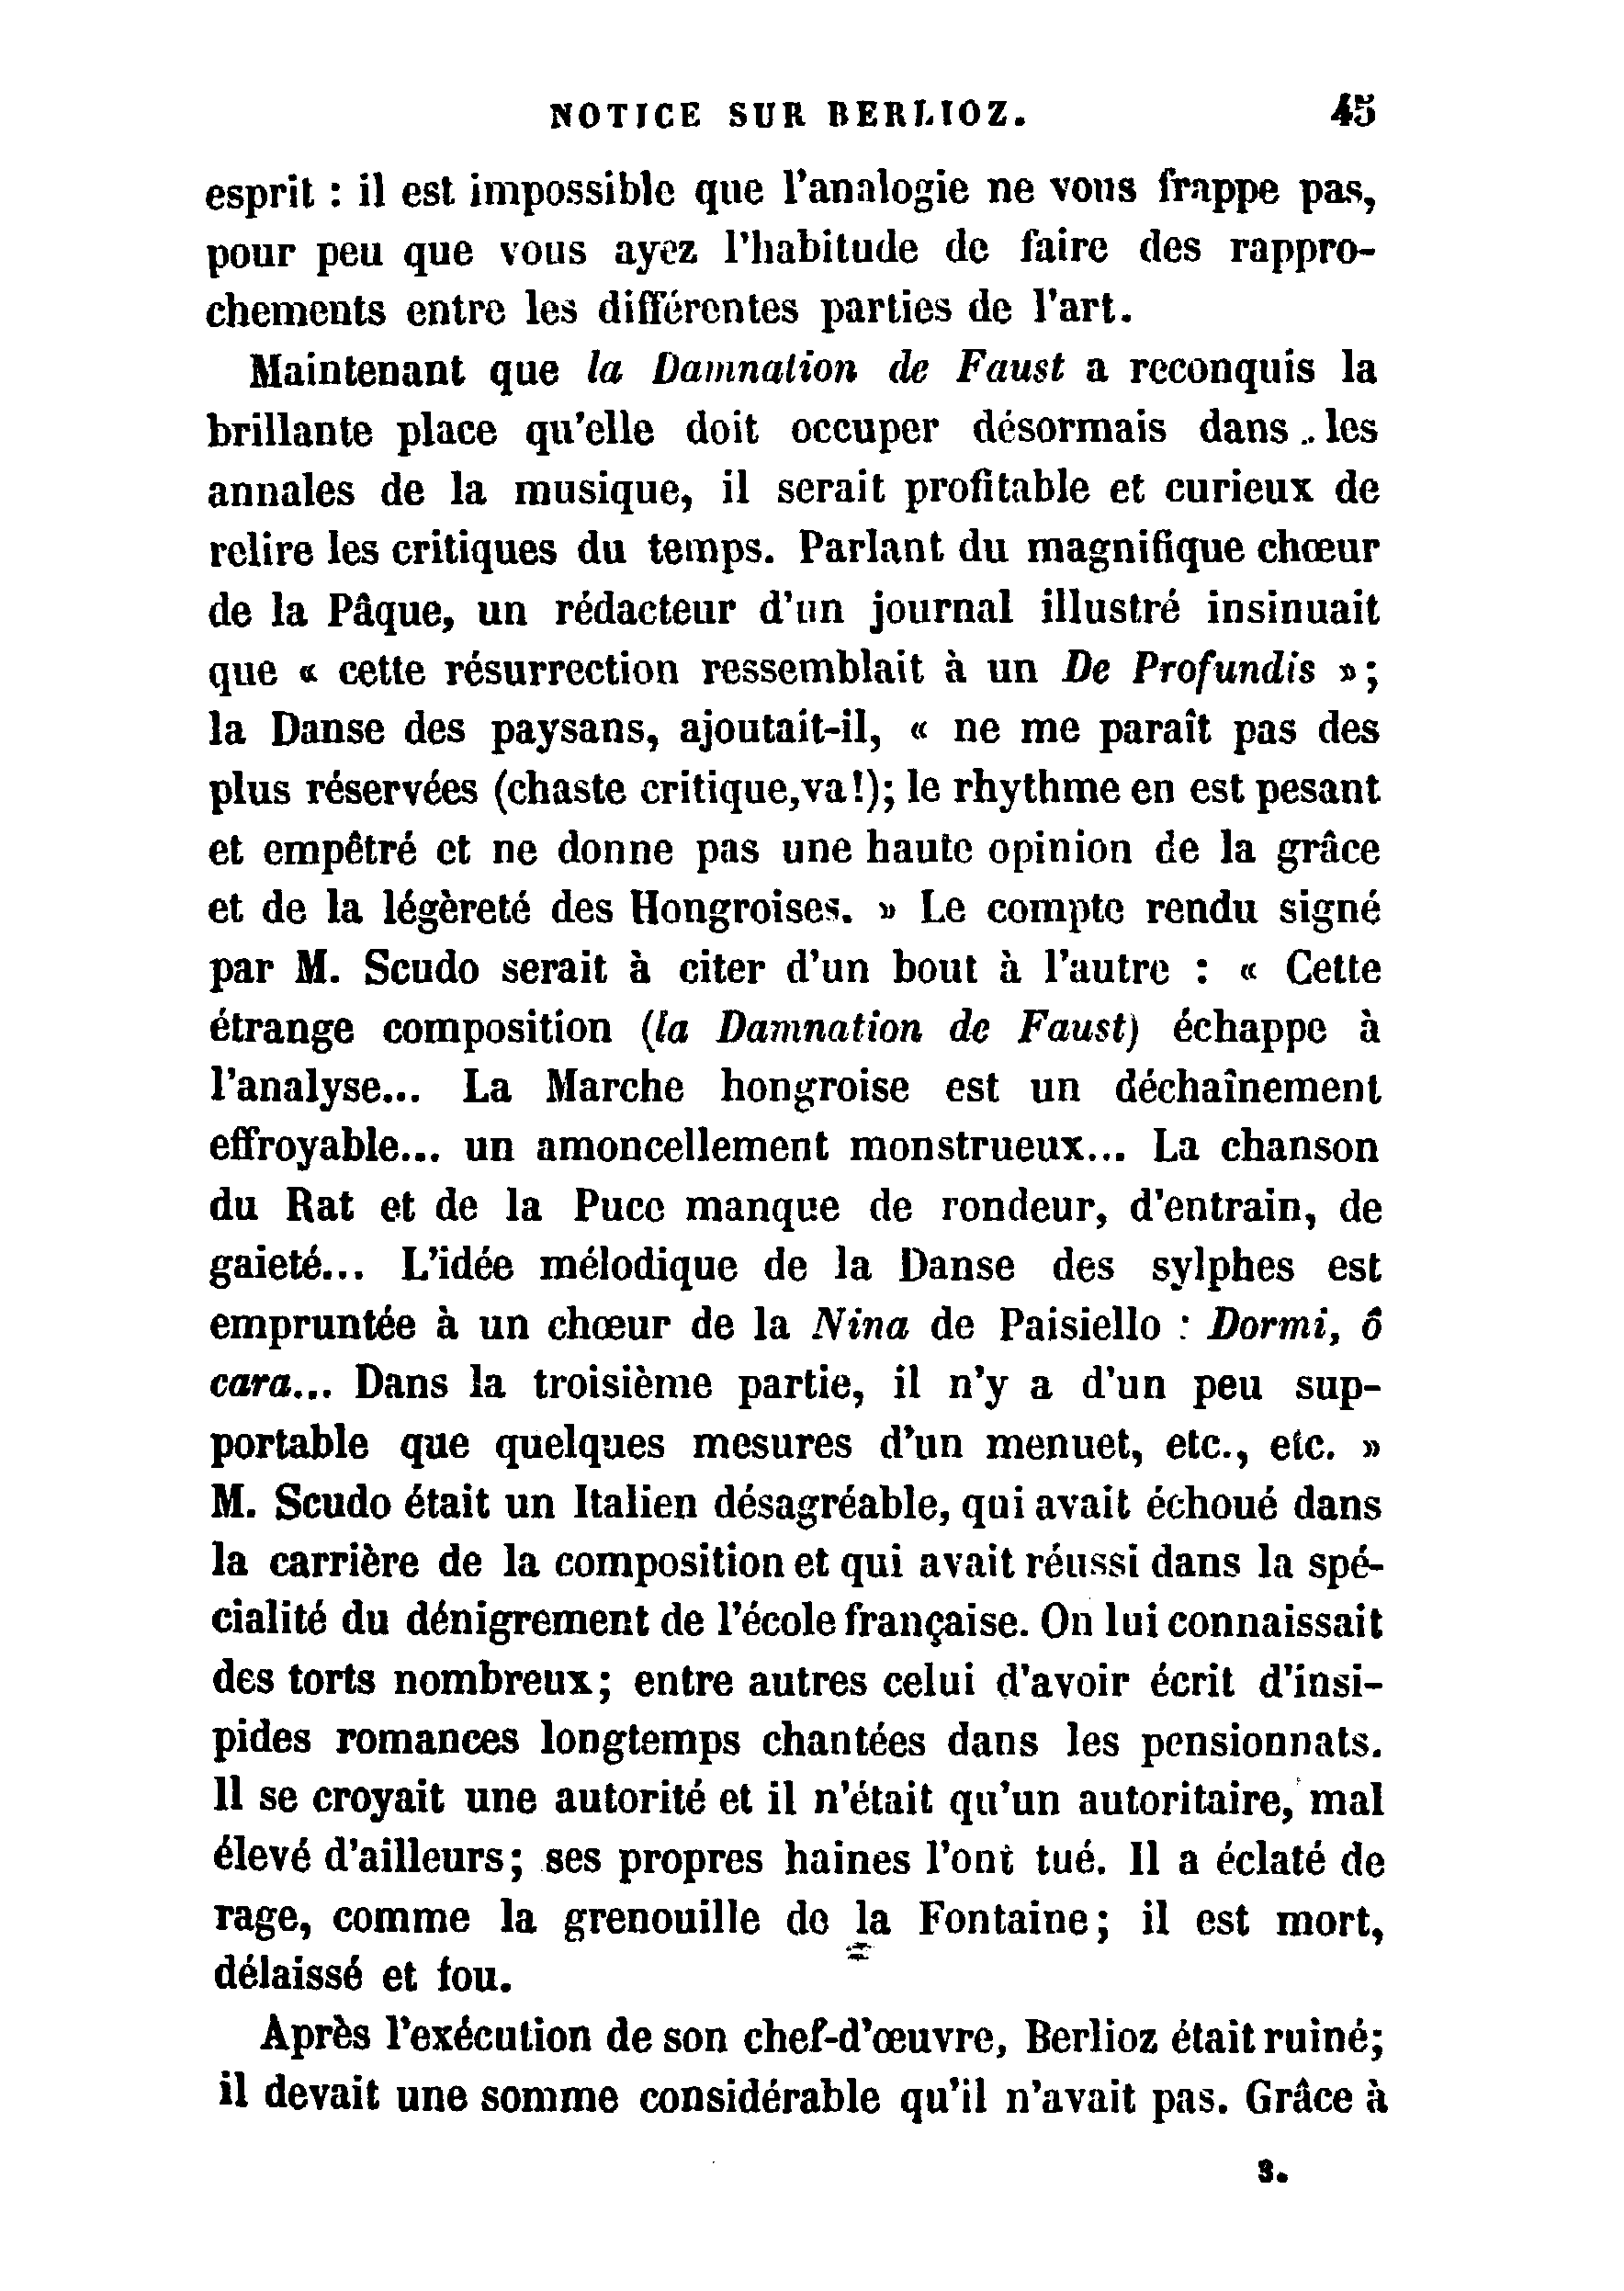 NOTICE SUR BERLIOZ. 45
esprit : il est impossible que l'analogie ne vous frappe pas,
pour peu que vous ayez l'habitude de faire des rappro-
chements entre les différentes parties de l'art.
Maintenant que la Damnation de Faust a reconquis la
brillante place qu'elle doit occuper désormais dans les
annales de la musique, il serait profitable et curieux de
relire les critiques du temps. Parlant du magnifique chœur
de la Pâque, un rédacteur d'un journal illustré insinuait
que « cette résurrection ressemblait à un De Profundis » ;
la Danse des paysans, ajoutait-il, « ne me paraît pas des
plus réservées (chaste critique,va!); le rhythme en est pesant
et empêtré et ne donne pas une haute opinion de la grâce
et de la légèreté des Hongroises. » Le compte rendu signé
par M. Scudo serait à citer d'un bout à l'autre : « Cette
étrange composition (la Damnation de Faust) échappe à
l'analyse... La Marche hongroise est un déchaînement
effroyable... un amoncellement monstrueux... La chanson
du Rat et de la Puce manque de rondeur, d'entrain, de
gaieté... L'idée mélodique de la Danse des sylphes est
empruntée à un chœur de la Nina de Paisiello : Dormi, ô
cara... Dans la troisième partie, il n'y a d'un peu sup-
portable que quelques mesures d'un menuet, etc., etc. »
M. Scudo était un Italien désagréable, qui avait échoué dans
la carrière de la composition et qui avait réussi dans la spé-
cialité du dénigrement de l'école française. On lui connaissait
des torts nombreux; entre autres celui d'avoir écrit d'insi-
pides romances longtemps chantées dans les pensionnats.
Il se croyait une autorité et il n'était qu'un autoritaire, mal
élevé d'ailleurs; ses propres haines l'ont tué. Il a éclaté de
rage, comme la grenouille de la Fontaine; il est mort,
délaissé et fou.
Après l'exécution de son chef-d'œuvre, Berlioz était ruiné;
il devait une somme considérable qu'il n'avait pas. Grâce à
3.